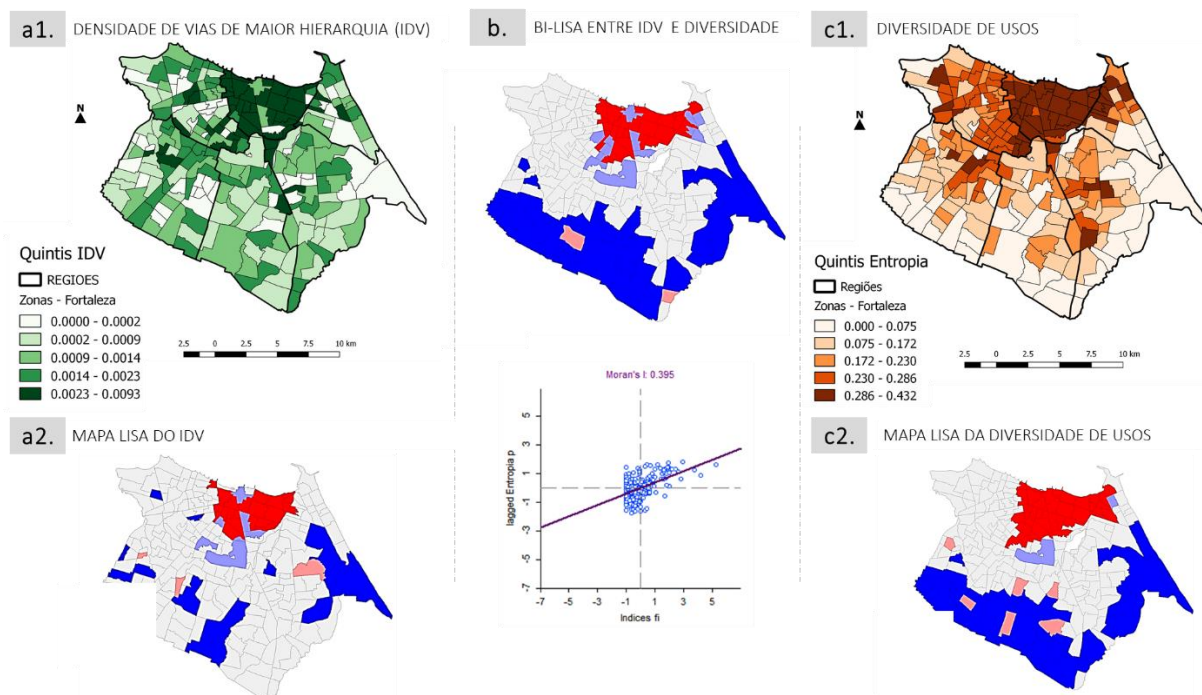 a1. DENSIDADE DE VIAS DE MAIOR HIERARQUIA (IDV)
N
Quintis IDV
REGIOES
Zonas - Fortaleza
0.0000 - 0.0002
0.0002 - 0.0009
0.0009 - 0.0014
0.0014 - 0.0023
0.0023 - 0.0093
2.5 0 2.5 5 7.5 10 km
a2. MAPA LISA DO IDV
b. BI-LISA ENTRE IDV E DIVERSIDADE
Moran's I: 0.395
lagged Entropia p
5
3
1
-1
-3
-5
-7
-7 -5 -3 -1 1 3 5
Indices fi
c1. DIVERSIDADE DE USOS
N
Quintis Entropia
Regiões
Zonas - Fortaleza
0.000 - 0.075
0.075 - 0.172
0.172 - 0.230
0.230 - 0.286
0.286 - 0.432
2.5 0 2.5 5 7.5 10 km
c2. MAPA LISA DA DIVERSIDADE DE USOS